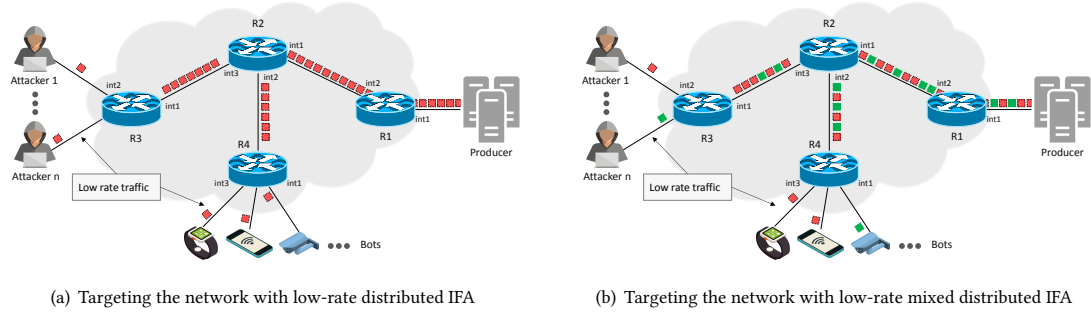 R2
int1
int3
int2
Attacker 1
int2
int1
R3
int2
int1
R1
Producer
Attacker n
R4
int3
int1
Low rate traffic
Bots
(a) Targeting the network with low-rate distributed IFA
R2
int1
int3
int2
Attacker 1
int2
int1
R3
int2
int1
R1
Producer
Attacker n
R4
int3
int1
Low rate traffic
Bots
(b) Targeting the network with low-rate mixed distributed IFA